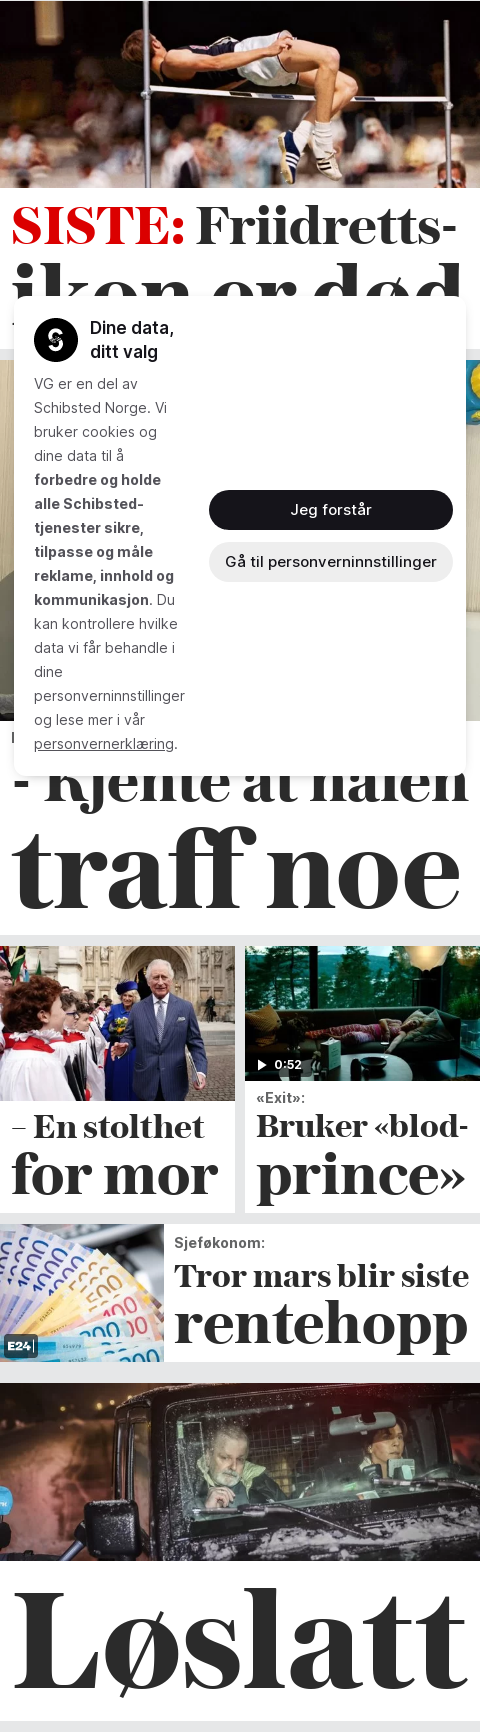 SISTE: Friidretts-
ikon er død
Dine data,
ditt valg
VG er en del av
Schibsted Norge. Vi
bruker cookies og
dine data til å
forbedre og holde
alle Schibsted-
tjenester sikre,
tilpasse og måle
reklame, innhold og
kommunikasjon. Du
kan kontrollere hvilke
data vi får behandle i
dine
personverninnstillinger
og lese mer i vår
personvernerklæring.
Jeg forstår
Gå til personverninnstillinger
- Kjente at halen
traff noe
0:52
– En stolthet
for mor
«Exit»:
Bruker «blod-
prince»
E24
Sjeføkonom:
Tror mars blir siste
rentehopp
Løslatt